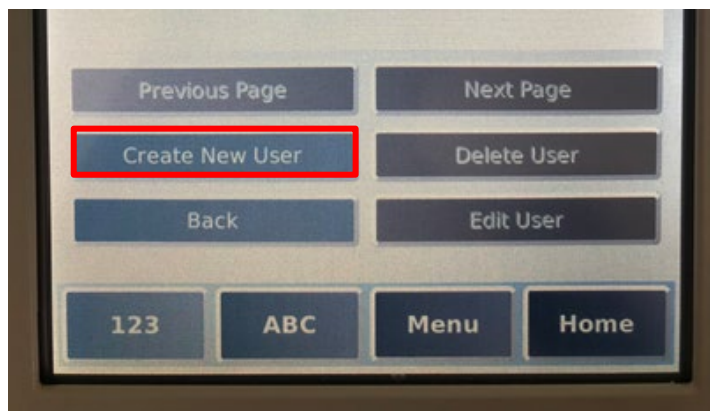 Previous Page Next Page
Create New User Delete User
Back Edit User
123 ABC Menu Home